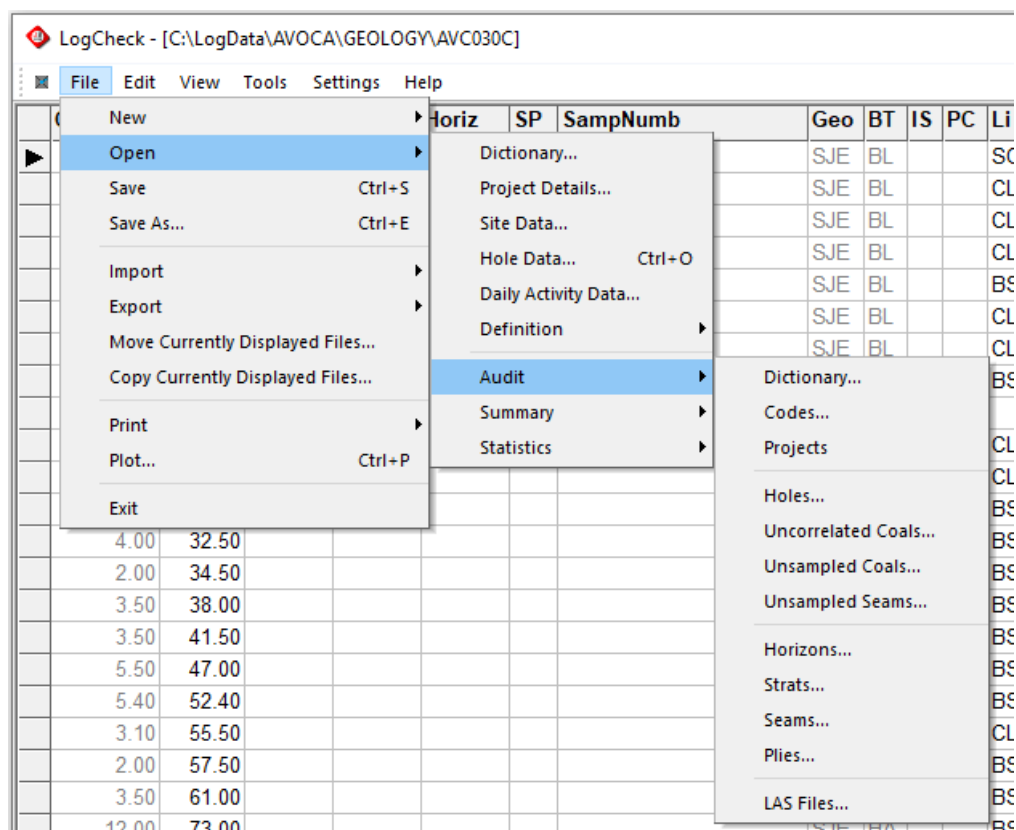 LogCheck - [C:\LogData\AVOCA\GEOLOGY\AVC030C]
File Edit View Tools Settings Help
Horiz SP SampNumb Geo BT IS PC Li
New
Open
Save Ctrl+S
Save As... Ctrl+E
Import
Export
Move Currently Displayed Files...
Copy Currently Displayed Files...
Print
Plot... Ctrl+P
Exit
Dictionary...
Project Details...
Site Data...
Hole Data... Ctrl+O
Daily Activity Data...
Definition
Audit
Summary
Statistics
Dictionary...
Codes...
Projects
Holes...
Uncorrelated Coals...
Unsampled Coals...
Unsampled Seams...
Horizons...
Strats...
Seams...
Plies...
LAS Files...
SJE BL SC
SJE BL CL
SJE BL CL
SJE BL CL
SJE BL BS
SJE BL CL
SJE BL CL
BS
CL
CL
BS
4.00 32.50 BS
2.00 34.50 BS
3.50 38.00 BS
3.50 41.50 BS
5.50 47.00 BS
5.40 52.40 BS
3.10 55.50 CL
2.00 57.50 BS
3.50 61.00 BS
12.00 73.00 SJE BA BS